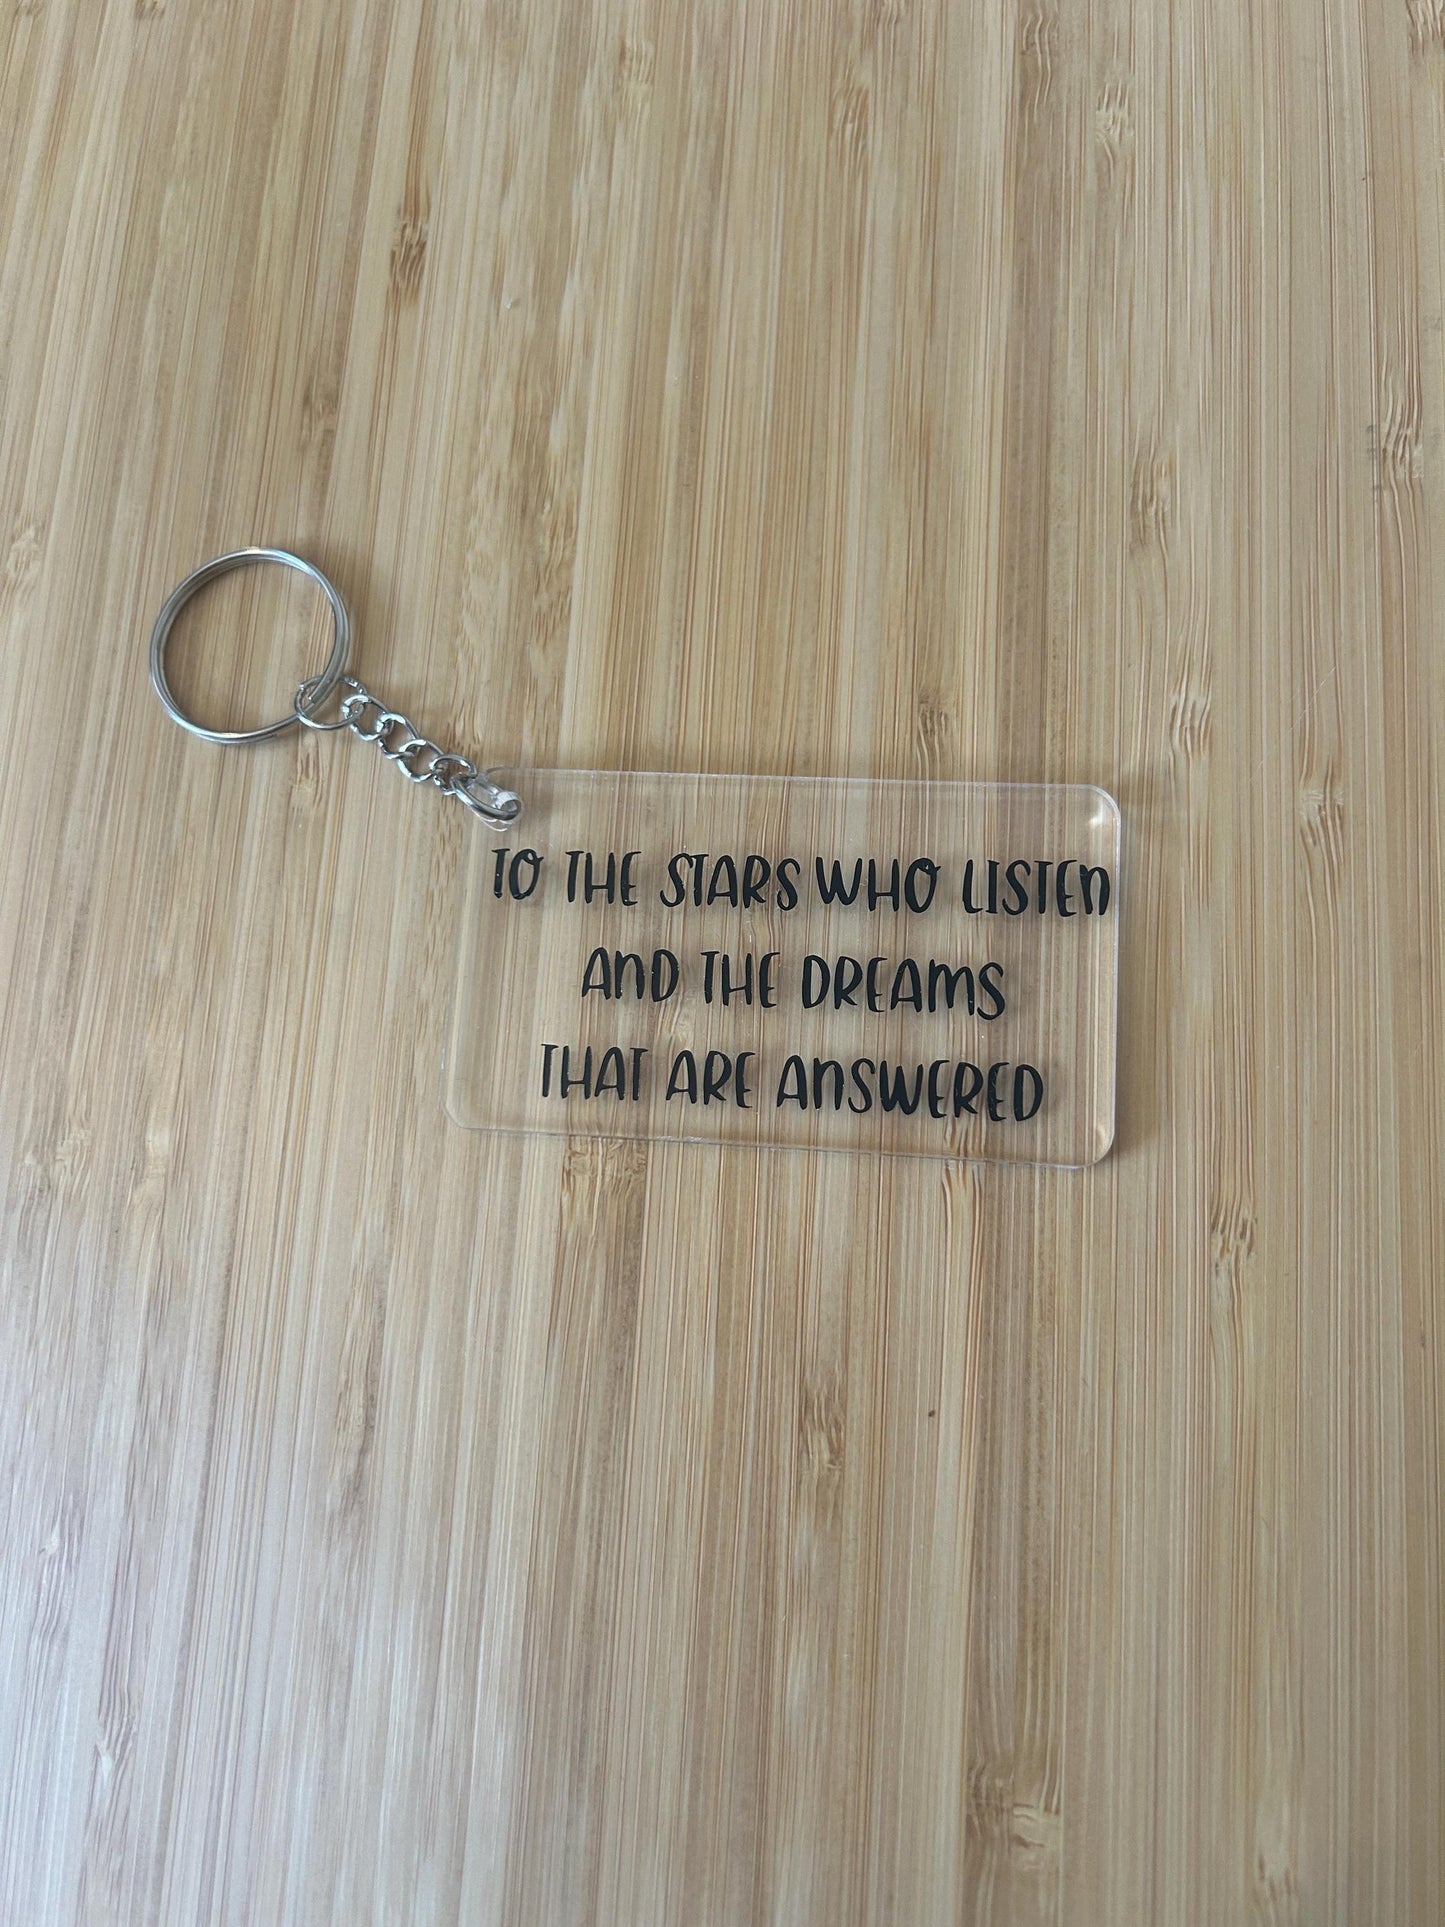 TO THE STARS WHO LISTEN
AND THE DREAMS
THAT ARE ANSWERED